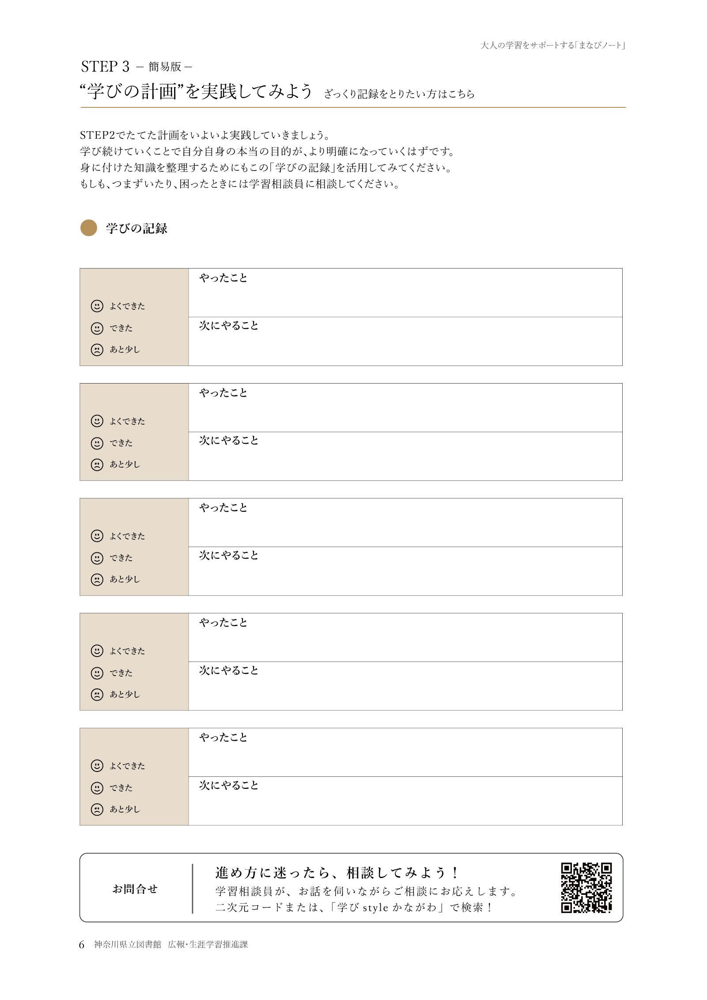 大人の学習をサポートする「まなびノート」
STEP 3 − 簡易版 −
“学びの計画”を実践してみよう ざっくり記録をとりたい方はこちら
STEP2でたてた計画をいよいよ実践していきましょう。
学び続けていくことで自分自身の本当の目的が、より明確になっていくはずです。
身に付けた知識を整理するためにもこの「学びの記録」を活用してみてください。
もしも、つまずいたり、困ったときには学習相談員に相談してください。
学びの記録
やったこと
よくできた
できた
あと少し
次にやること
やったこと
よくできた
できた
あと少し
次にやること
やったこと
よくできた
できた
あと少し
次にやること
やったこと
よくできた
できた
あと少し
次にやること
やったこと
よくできた
できた
あと少し
次にやること
お問合せ
進め方に迷ったら、相談してみよう！
学習相談員が、お話を伺いながらご相談にお応えします。
二次元コードまたは、「学び style かながわ」で検索！
6 神奈川県立図書館 広報・生涯学習推進課